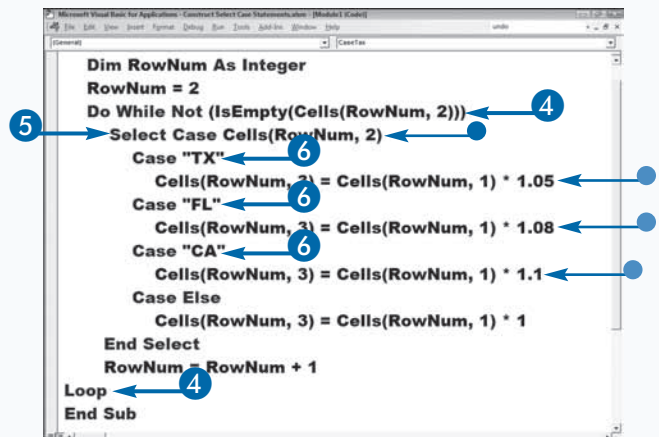 Microsoft Visual Basic for Applications - Construct Select Case Statements.xlsm - [Module1 (Code)]
File Edit View Insert Format Debug Run Tools Add-Ins Window Help undo
(General) CaseTax
Dim RowNum As Integer
RowNum = 2
Do While Not (IsEmpty(Cells(RowNum, 2))) 4
5 Select Case Cells(RowNum, 2)
Case "TX" 6
Cells(RowNum, 3) = Cells(RowNum, 1) * 1.05
Case "FL" 6
Cells(RowNum, 3) = Cells(RowNum, 1) * 1.08
Case "CA" 6
Cells(RowNum, 3) = Cells(RowNum, 1) * 1.1
Case Else
Cells(RowNum, 3) = Cells(RowNum, 1) * 1
End Select
RowNum = RowNum + 1
Loop 4
End Sub